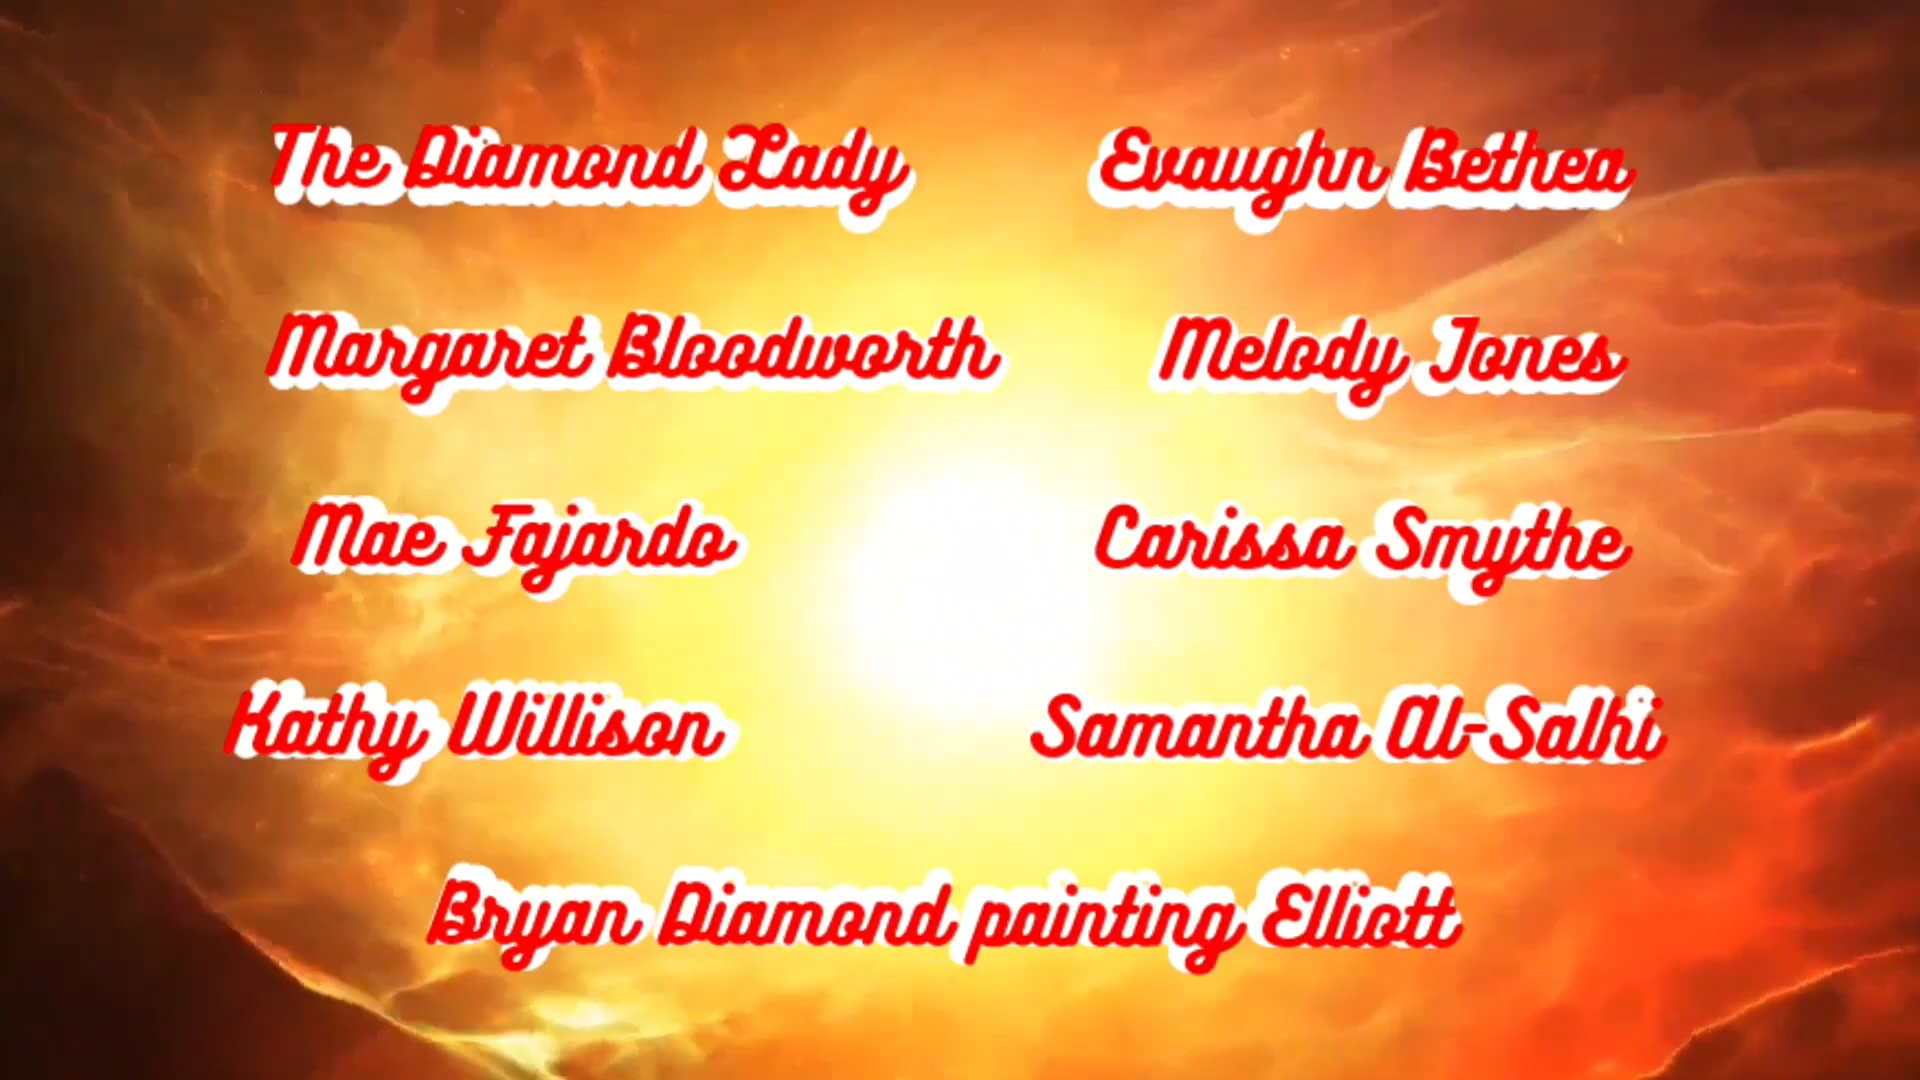 The Diamond Lady
Evaughn Bethea
Margaret Bloodworth
Melody Jones
Mae Fajardo
Carissa Smythe
Kathy Willison
Samantha Al-Salhi
Bryan Diamond painting Elliott